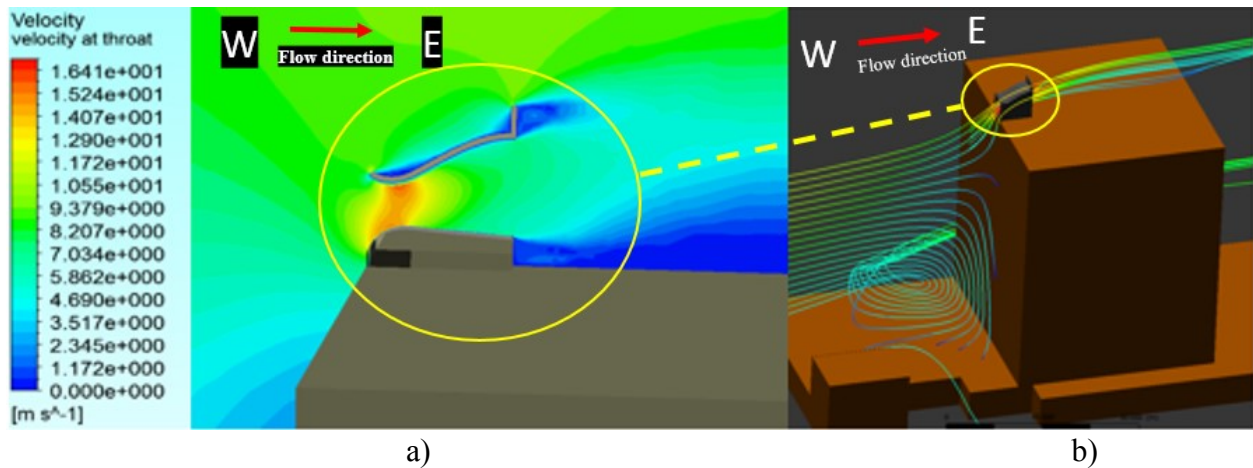 Velocity
velocity at throat
1.641e+001
1.524e+001
1.407e+001
1.290e+001
1.172e+001
1.055e+001
9.379e+000
8.207e+000
7.034e+000
5.862e+000
4.690e+000
3.517e+000
2.345e+000
1.172e+000
0.000e+000
[m s^-1]
W Flow direction E
W Flow direction E
a) b)